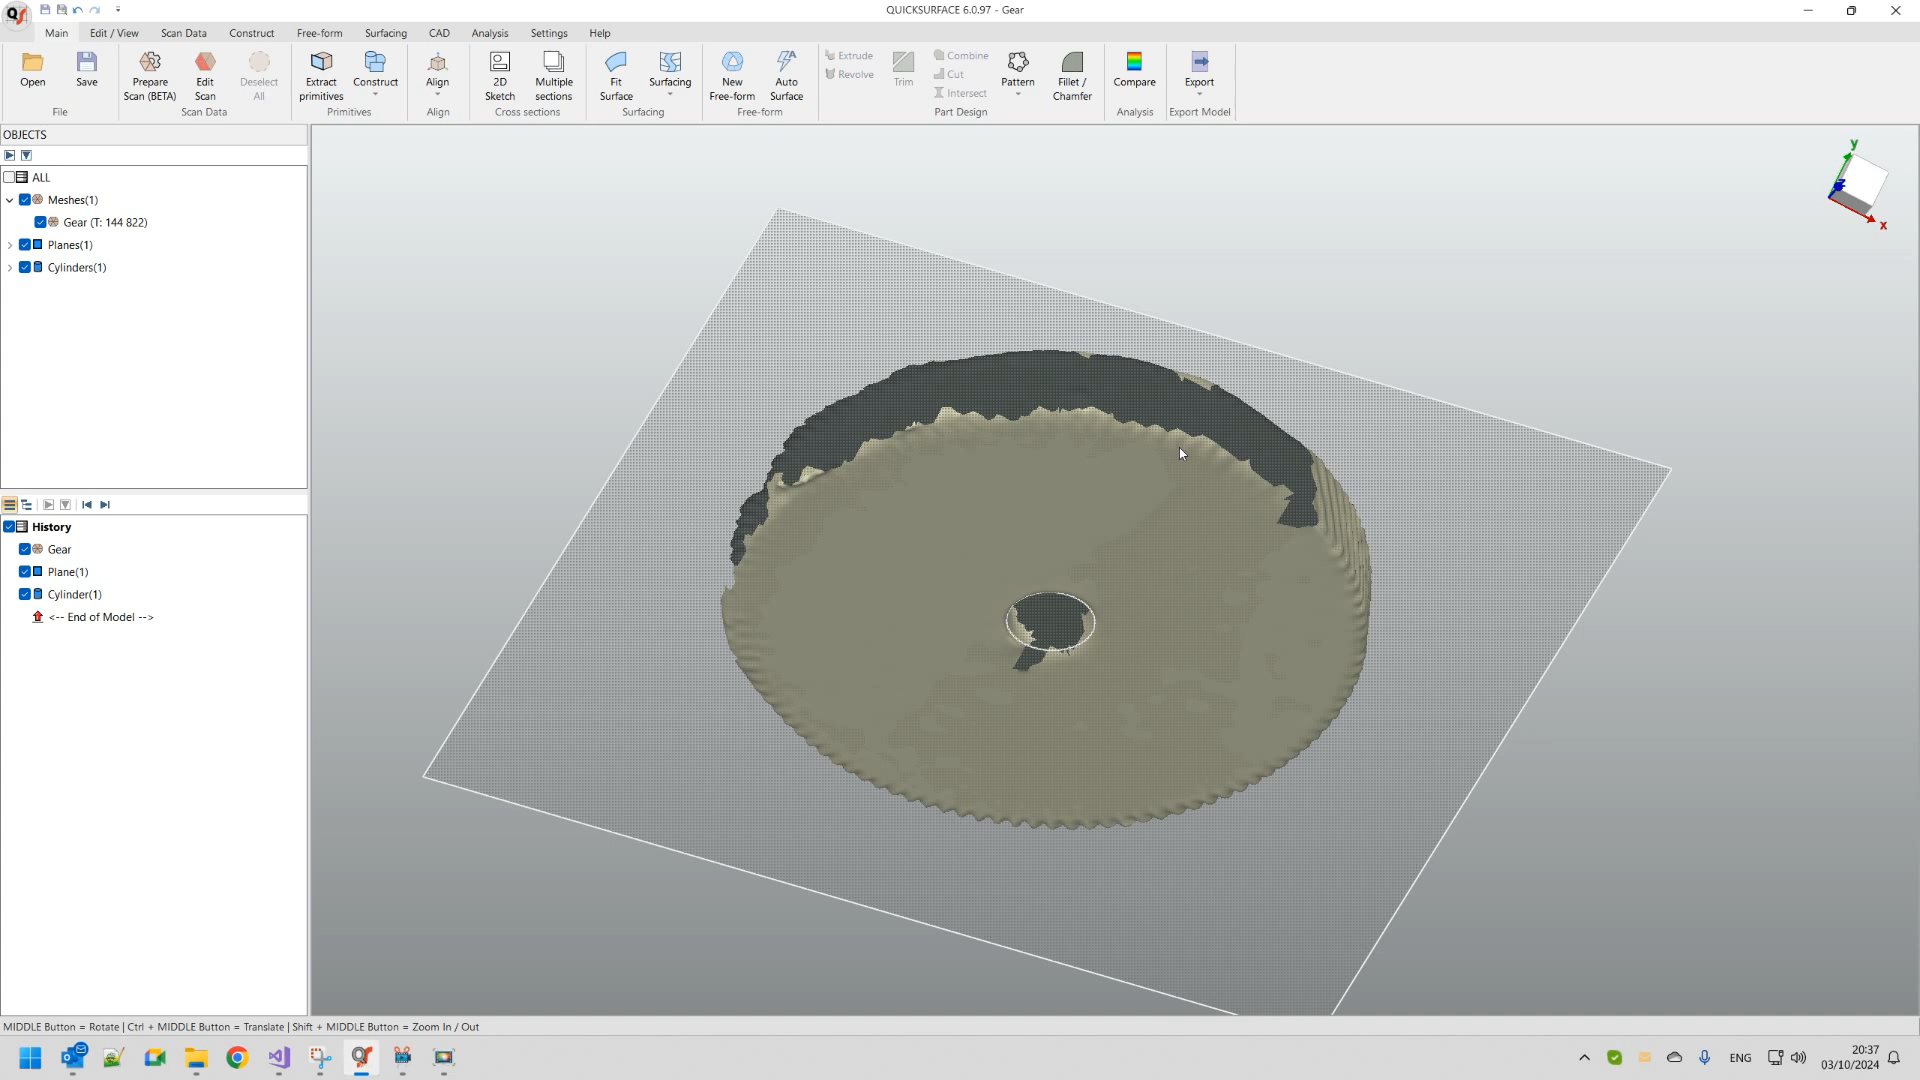 QUICKSURFACE 6.0.97 - Gear
Main Edit / View Scan Data Construct Free-form Surfacing CAD Analysis Settings Help
Open Save Prepare Scan (BETA) Edit Scan Deselect All Extract primitives Construct Align 2D Sketch Multiple sections Fit Surface Surfacing New Free-form Auto Surface Extrude Revolve Trim Combine Cut Intersect Pattern Fillet / Chamfer Compare Export
File Scan Data Primitives Align Cross sections Surfacing Free-form Part Design Analysis Export Model
OBJECTS
ALL
Meshes(1)
Gear (T: 144 822)
Planes(1)
Cylinders(1)
History
Gear
Plane(1)
Cylinder(1)
<-- End of Model -->
y
z
x
MIDDLE Button = Rotate | Ctrl + MIDDLE Button = Translate | Shift + MIDDLE Button = Zoom In / Out
ENG
20:37
03/10/2024